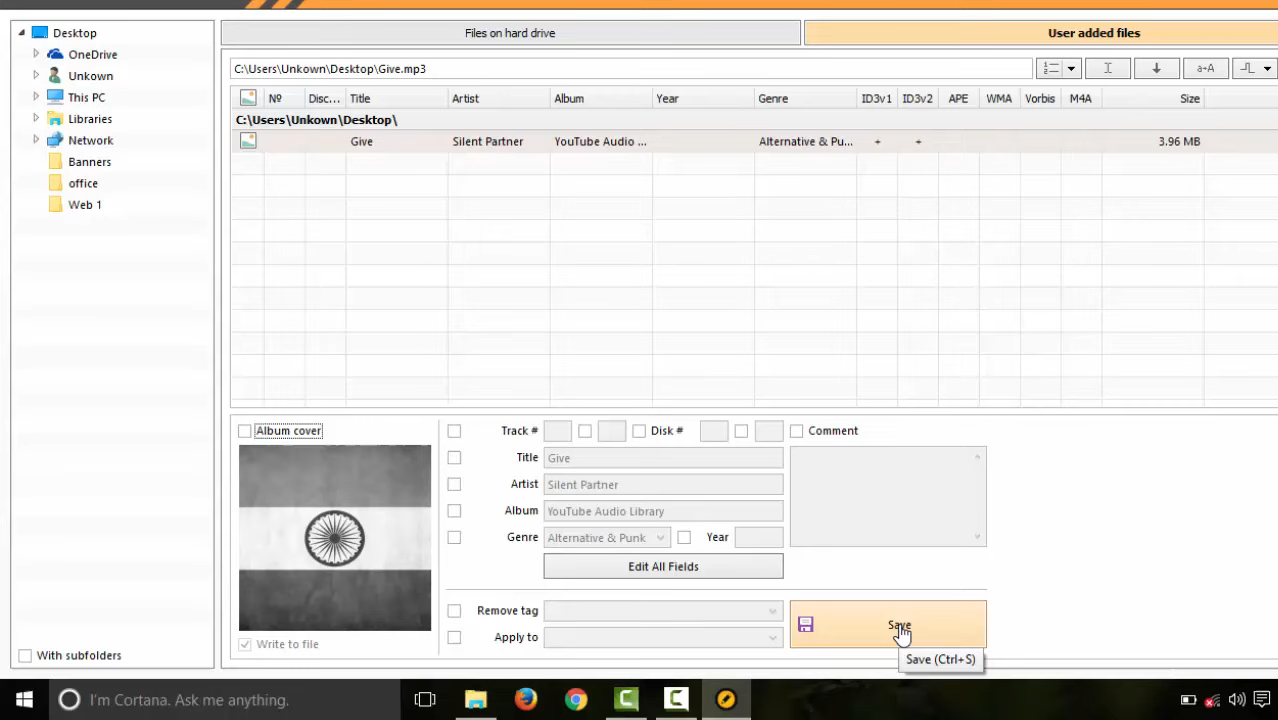 Desktop
OneDrive
Unkown
This PC
Libraries
Network
Banners
office
Web 1
With subfolders
Files on hard drive
User added files
C:\Users\Unkown\Desktop\Give.mp3
a+A
Nº Disc... Title Artist Album Year Genre ID3v1 ID3v2 APE WMA Vorbis M4A Size
C:\Users\Unkown\Desktop\
Give Silent Partner YouTube Audio ... Alternative & Pu... + + 3.96 MB
Album cover
Write to file
Track # Disk # Comment
Title Give
Artist Silent Partner
Album YouTube Audio Library
Genre Alternative & Punk Year
Edit All Fields
Remove tag
Apply to
Save
Save (Ctrl+S)
I'm Cortana. Ask me anything.